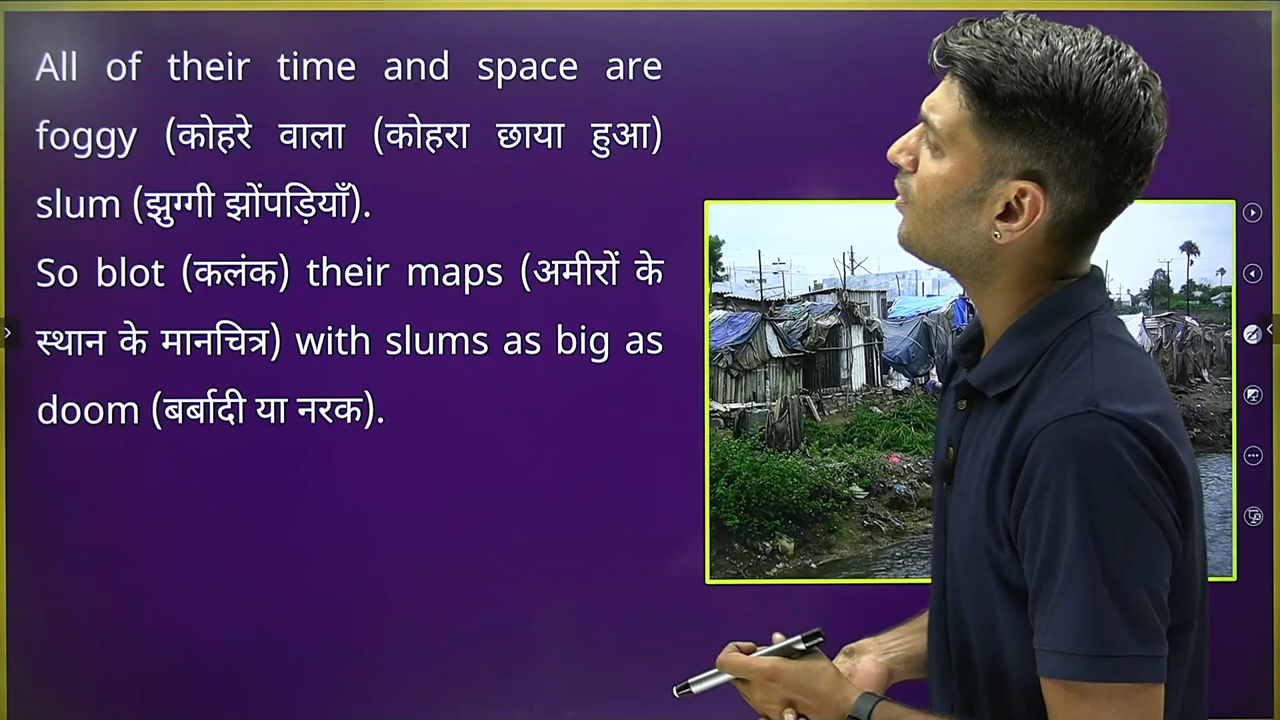 All of their time and space are
foggy (कोहरे वाला (कोहरा छाया हुआ)
slum (झुग्गी झोंपड़ियाँ).
So blot (कलंक) their maps (अमीरों के
स्थान के मानचित्र) with slums as big as
doom (बर्बादी या नरक).